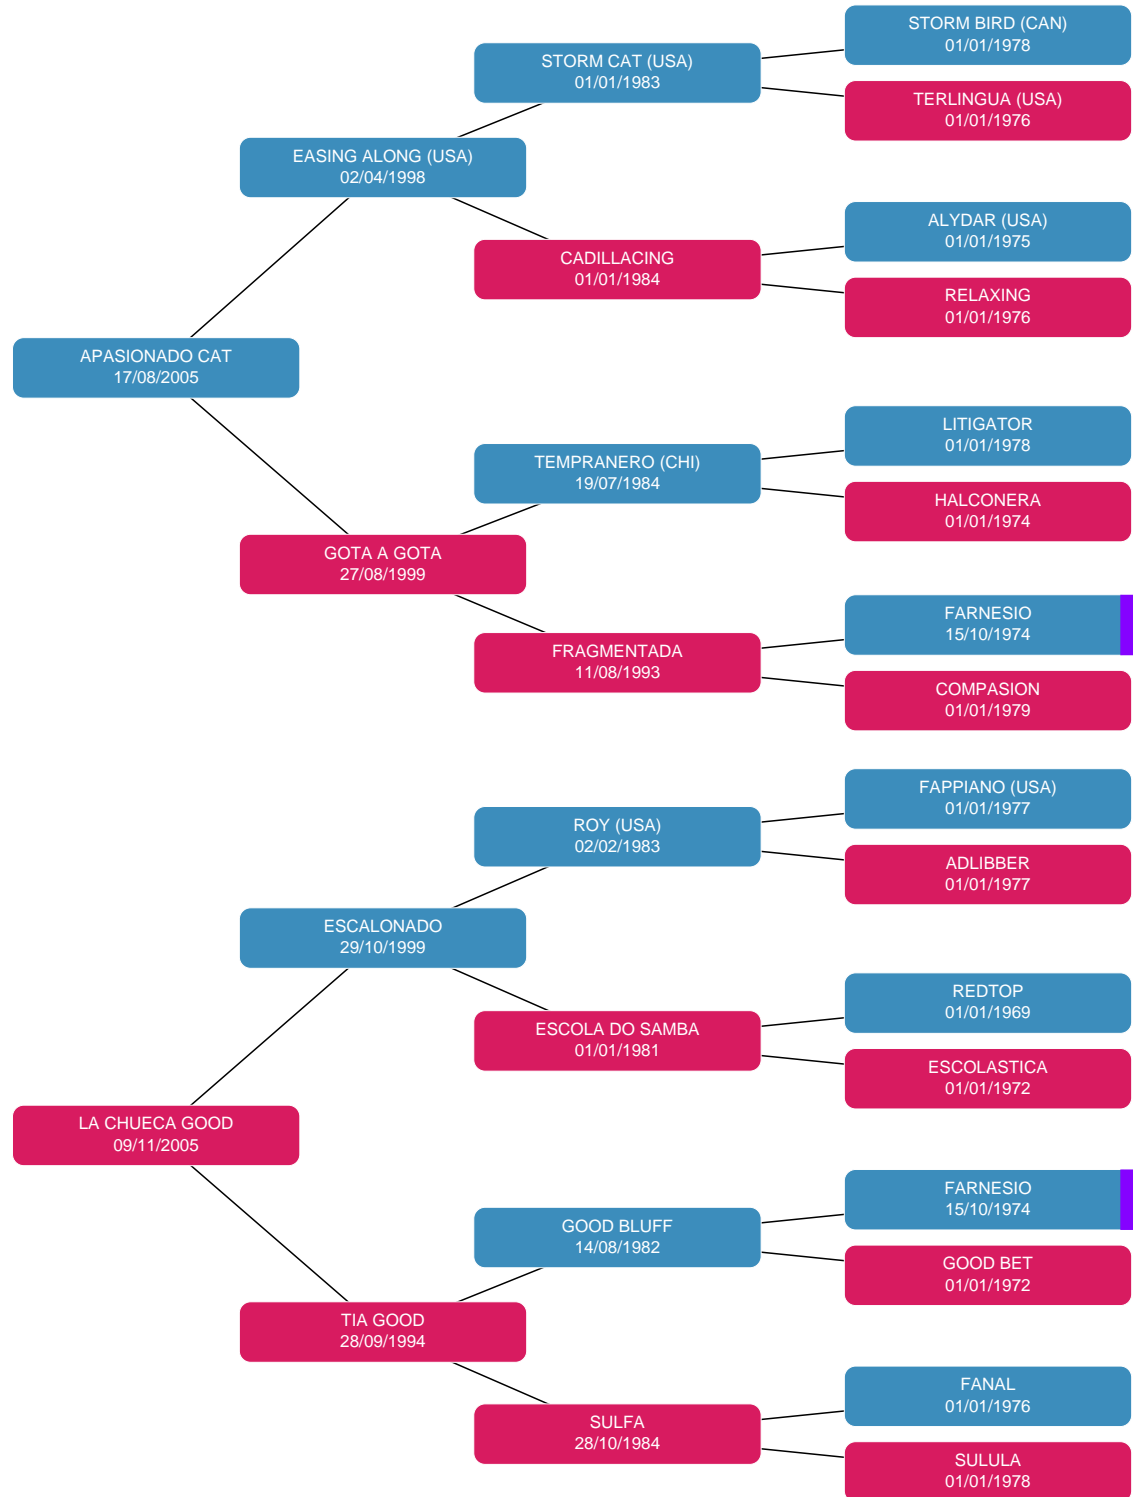 STORM BIRD (CAN)
01/01/1978
STORM CAT (USA)
01/01/1983
TERLINGUA (USA)
01/01/1976
EASING ALONG (USA)
02/04/1998
ALYDAR (USA)
01/01/1975
CADILLACING
01/01/1984
RELAXING
01/01/1976
APASIONADO CAT
17/08/2005
LITIGATOR
01/01/1978
TEMPRANERO (CHI)
19/07/1984
HALCONERA
01/01/1974
GOTA A GOTA
27/08/1999
FARNESIO
15/10/1974
FRAGMENTADA
11/08/1993
COMPASION
01/01/1979
FAPPIANO (USA)
01/01/1977
ROY (USA)
02/02/1983
ADLIBBER
01/01/1977
ESCALONADO
29/10/1999
REDTOP
01/01/1969
ESCOLA DO SAMBA
01/01/1981
ESCOLASTICA
01/01/1972
LA CHUECA GOOD
09/11/2005
FARNESIO
15/10/1974
GOOD BLUFF
14/08/1982
GOOD BET
01/01/1972
TIA GOOD
28/09/1994
FANAL
01/01/1976
SULFA
28/10/1984
SULULA
01/01/1978